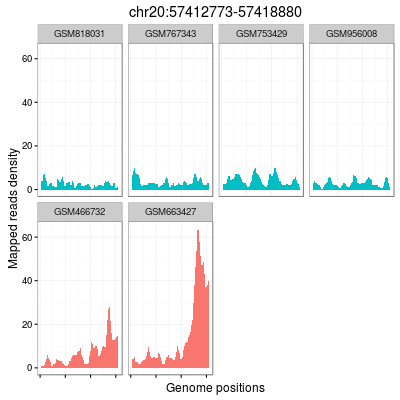 chr20:57412773-57418880
GSM818031 GSM767343 GSM753429 GSM956008
60
40
20
0
GSM466732 GSM663427
60
40
20
0
Mapped reads density
Genome positions